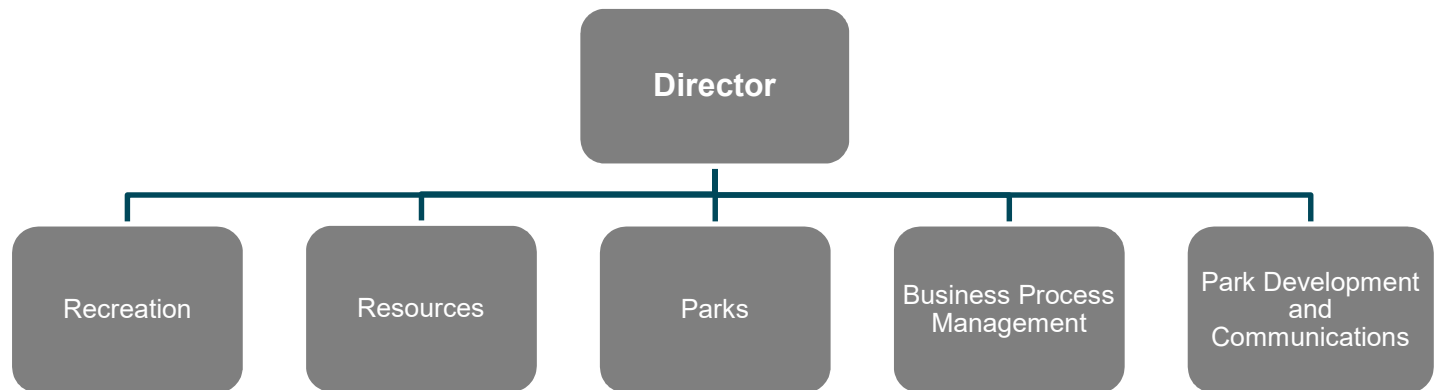 Director
Recreation
Resources
Parks
Business Process
Management
Park Development
and
Communications